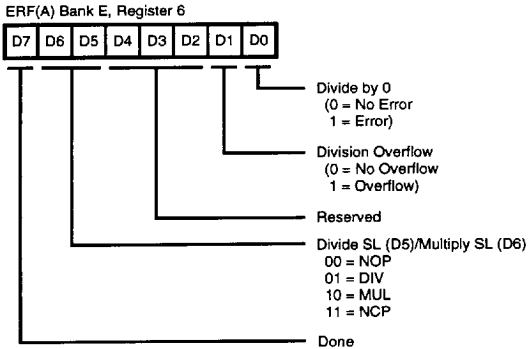 ERF(A) Bank E, Register 6
D7 D6 D5 D4 D3 D2 D1 D0
Divide by 0
(0 = No Error
1 = Error)
Division Overflow
(0 = No Overflow
1 = Overflow)
Reserved
Divide SL (D5)/Multiply SL (D6)
00 = NOP
01 = DIV
10 = MUL
11 = NCP
Done